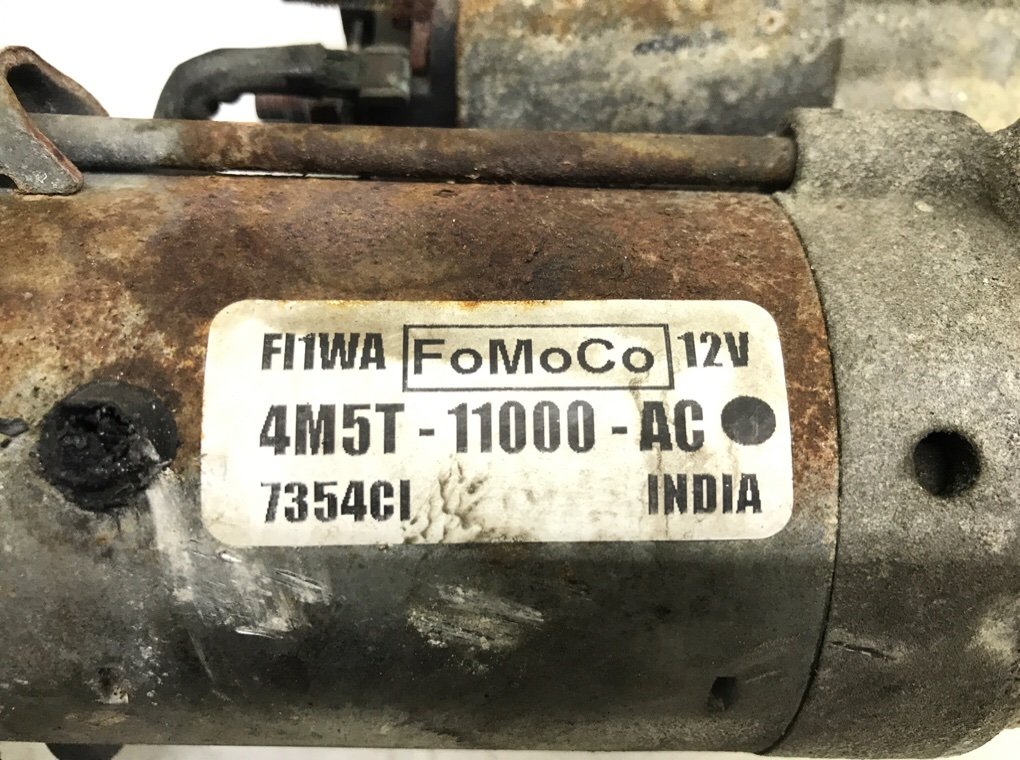 FI1WA FoMoCo 12V
4M5T - 11000 - AC
7354CI INDIA